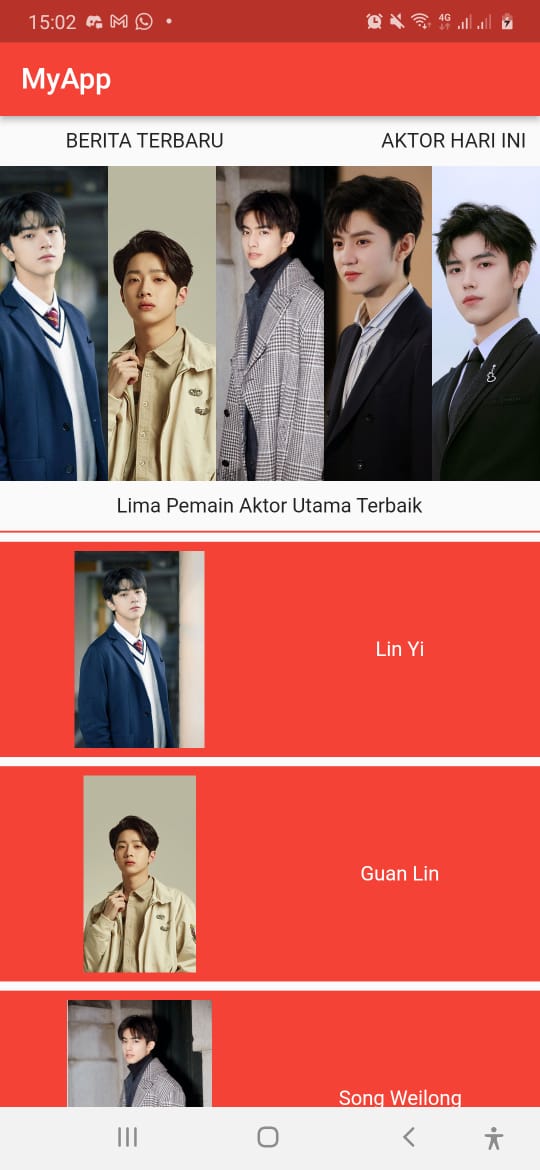 15:02
4G
MyApp
BERITA TERBARU AKTOR HARI INI
Lima Pemain Aktor Utama Terbaik
Lin Yi
Guan Lin
Song Weilong